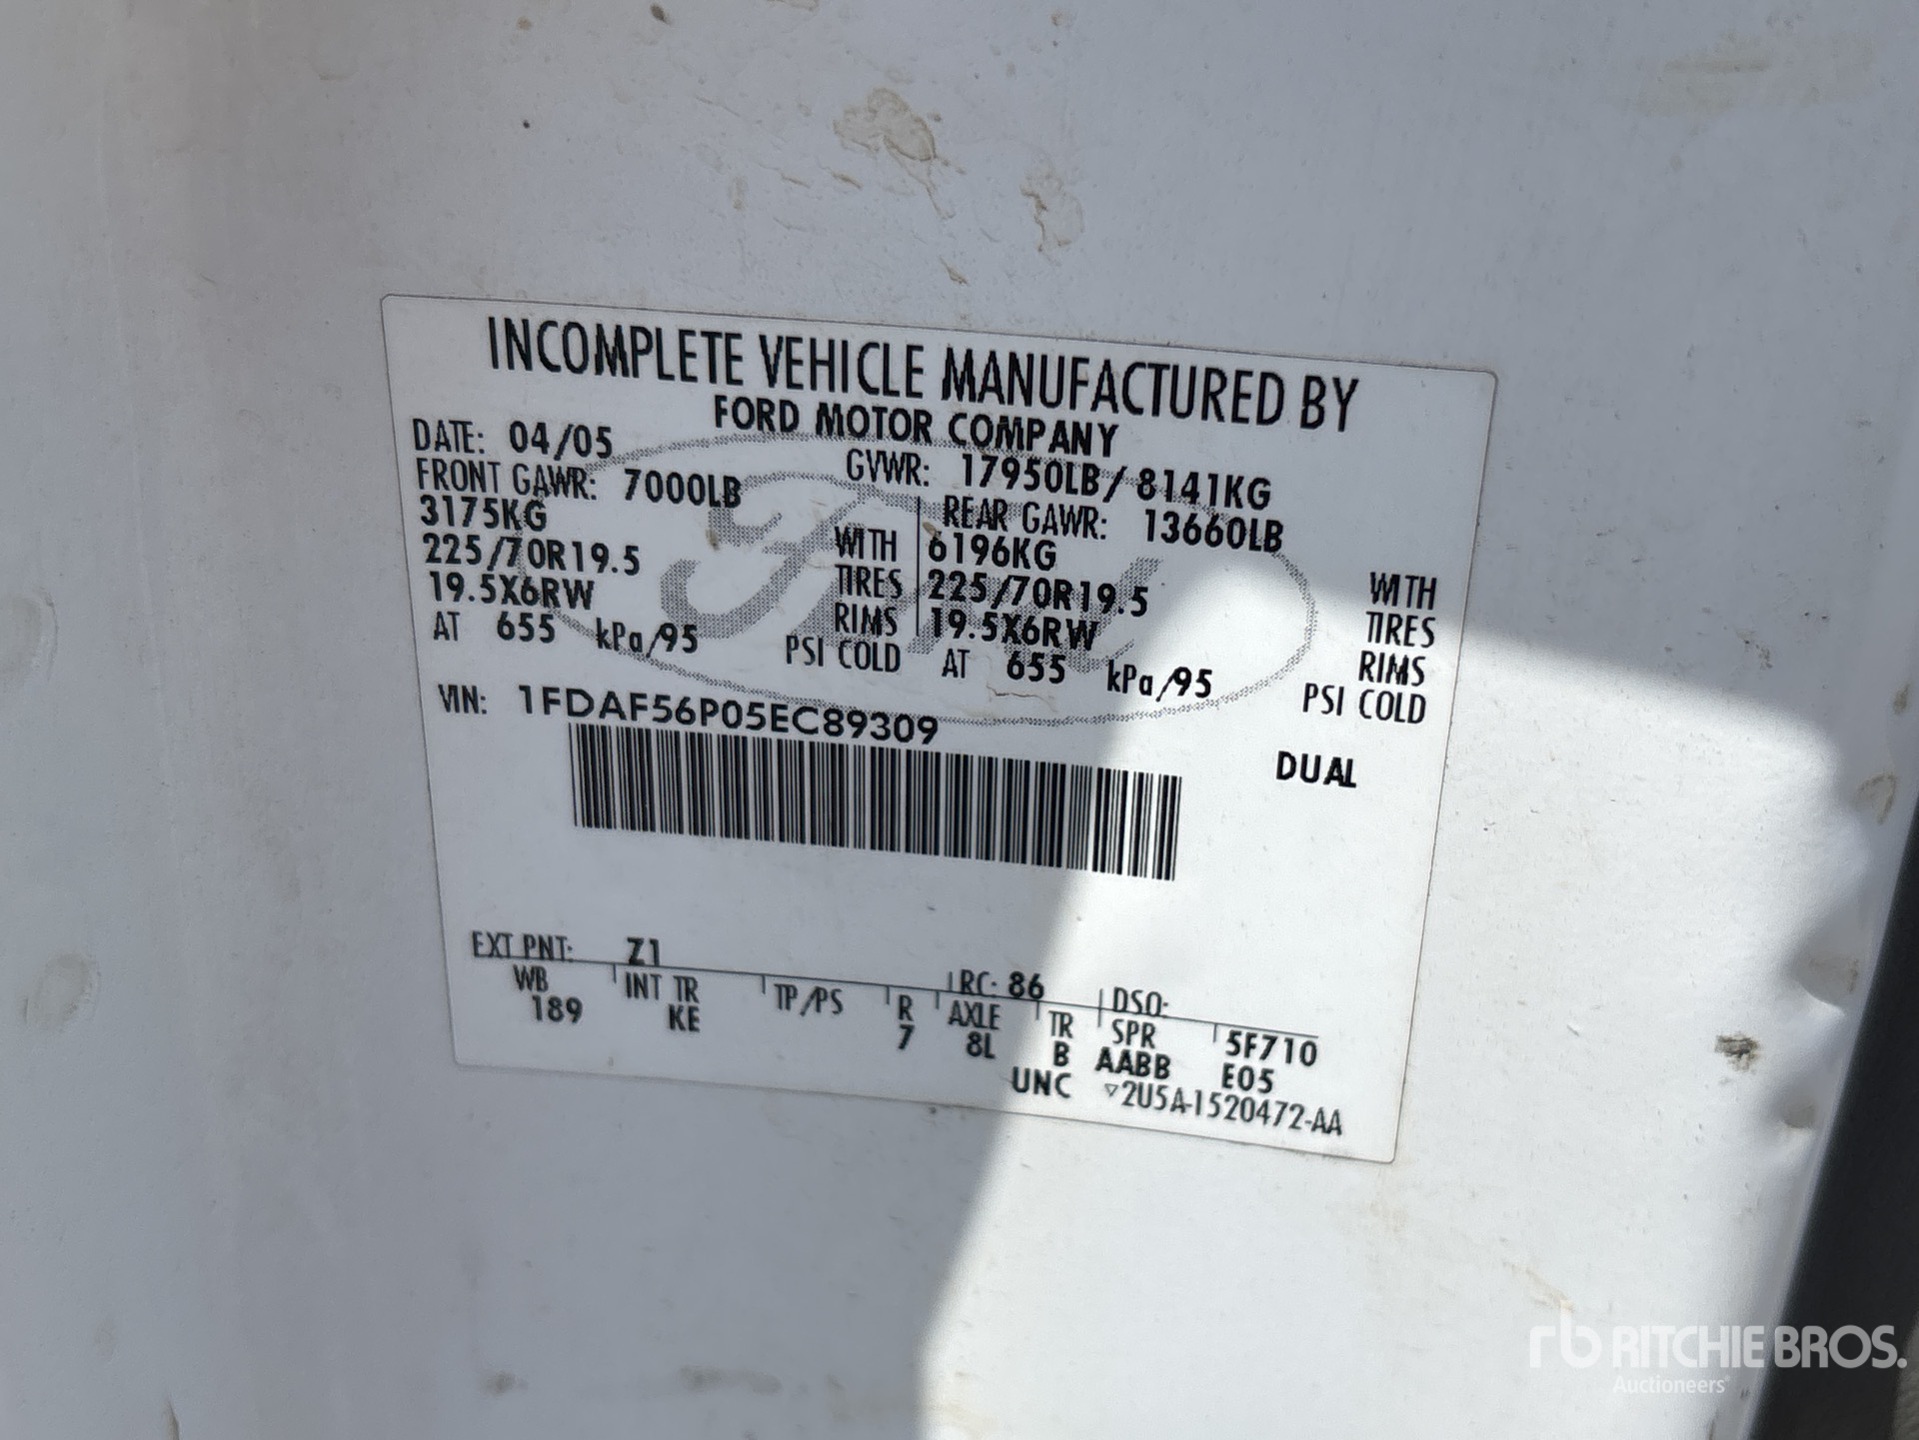 INCOMPLETE VEHICLE MANUFACTURED BY
FORD MOTOR COMPANY
DATE: 04/05 GVWR: 17950LB/8141KG
FRONT GAWR: 7000LB REAR GAWR: 13660LB
3175KG WITH 6196KG WITH
225/70R19.5 TIRES 225/70R19.5 TIRES
19.5X6RW RIMS 19.5X6RW RIMS
AT 655 kPa/95 PSI COLD AT 655 kPa/95 PSI COLD
VIN: 1FDAF56P05EC89309
DUAL
EXT PNT: Z1 RC: 86 DSO:
WB INT TR TP/PS R AXLE TR SPR 5F710
189 KE 7 8L B AABB E05
UNC ▿2U5A-1520472-AA
rb RITCHIE BROS.
Auctioneers